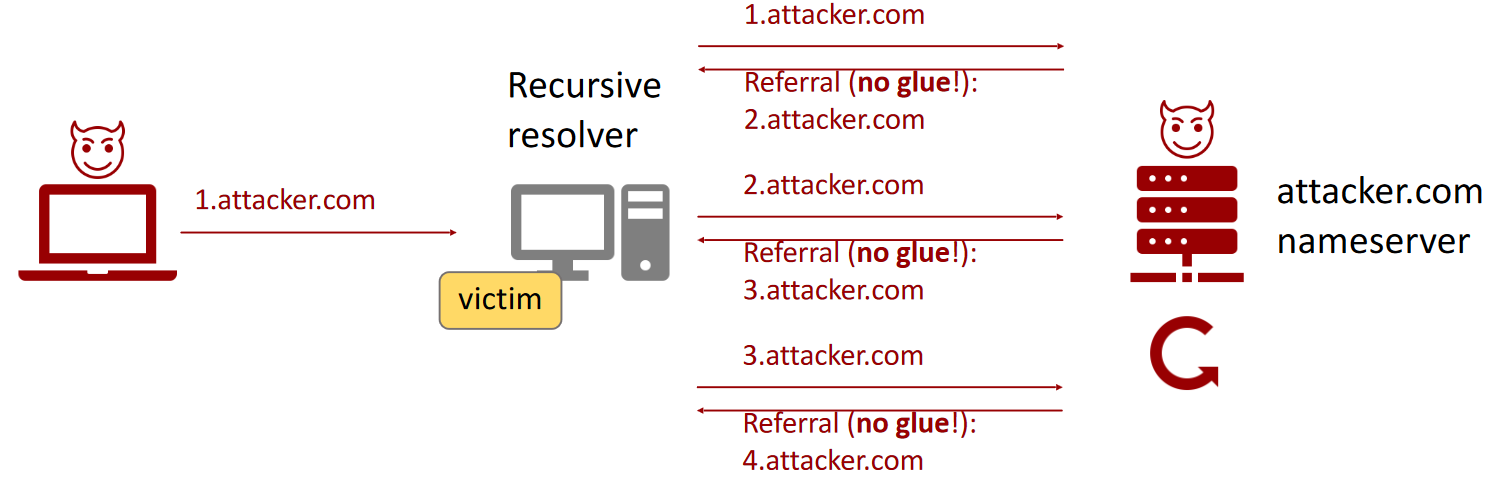 1.attacker.com
Referral (no glue!):
2.attacker.com
Recursive
resolver
1.attacker.com
2.attacker.com
Referral (no glue!):
3.attacker.com
attacker.com
nameserver
victim
3.attacker.com
Referral (no glue!):
4.attacker.com